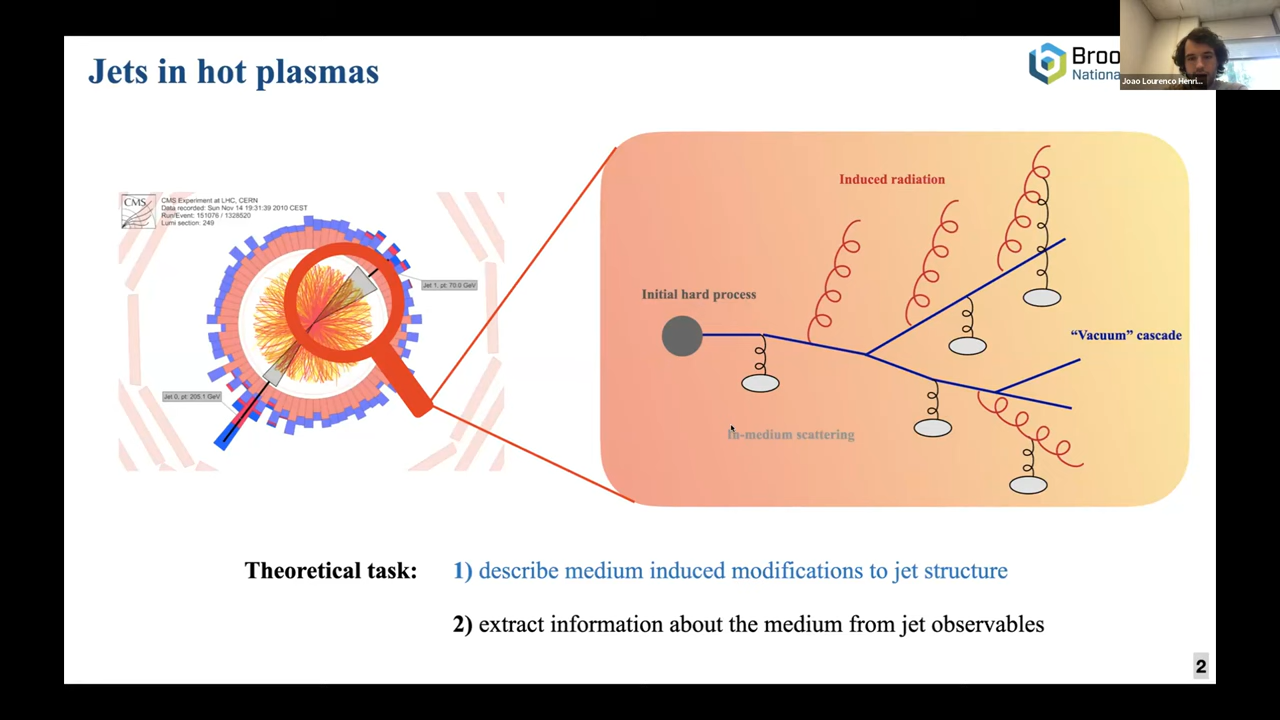 Jets in hot plasmas
Broo
National
Joao Lourenco Henri...
CMS
CMS Experiment at LHC, CERN
Data recorded: Sun Nov 14 19:31:39 2010 CEST
Run/Event: 151076 / 1328520
Lumi section: 249
Jet 1, pt: 70.0 GeV
Jet 0, pt: 205.1 GeV
Induced radiation
Initial hard process
“Vacuum” cascade
In-medium scattering
Theoretical task: 1) describe medium induced modifications to jet structure
2) extract information about the medium from jet observables
2